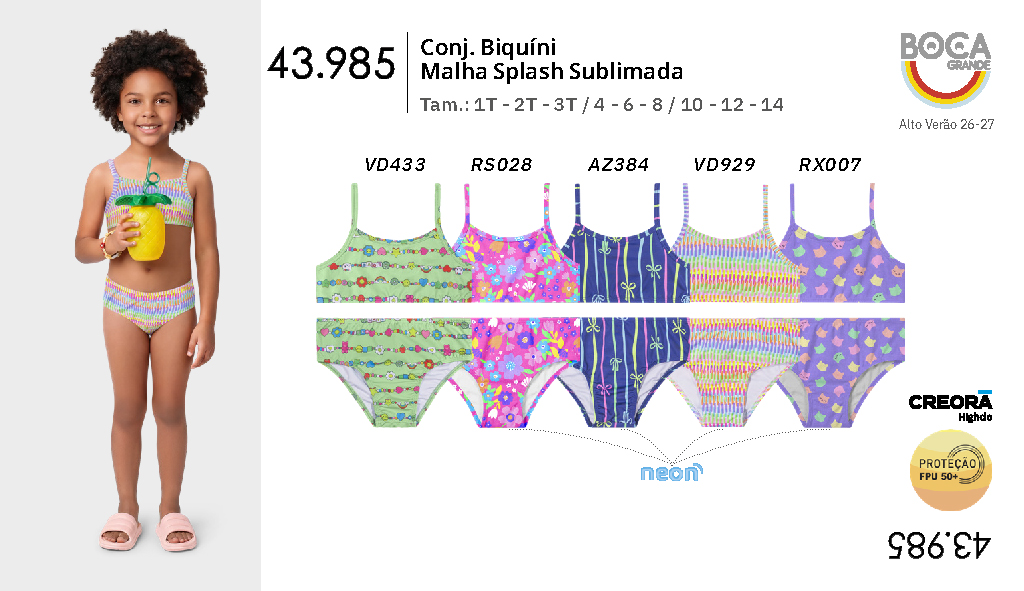 43.985
Conj. Biquíni
Malha Splash Sublimada
Tam.: 1T - 2T - 3T / 4 - 6 - 8 / 10 - 12 - 14
BOCA
GRANDE
Alto Verão 26-27
VD433 RS028 AZ384 VD929 RX007
neon
CREORA
Highclo
PROTEÇÃO
FPU 50+
43.985